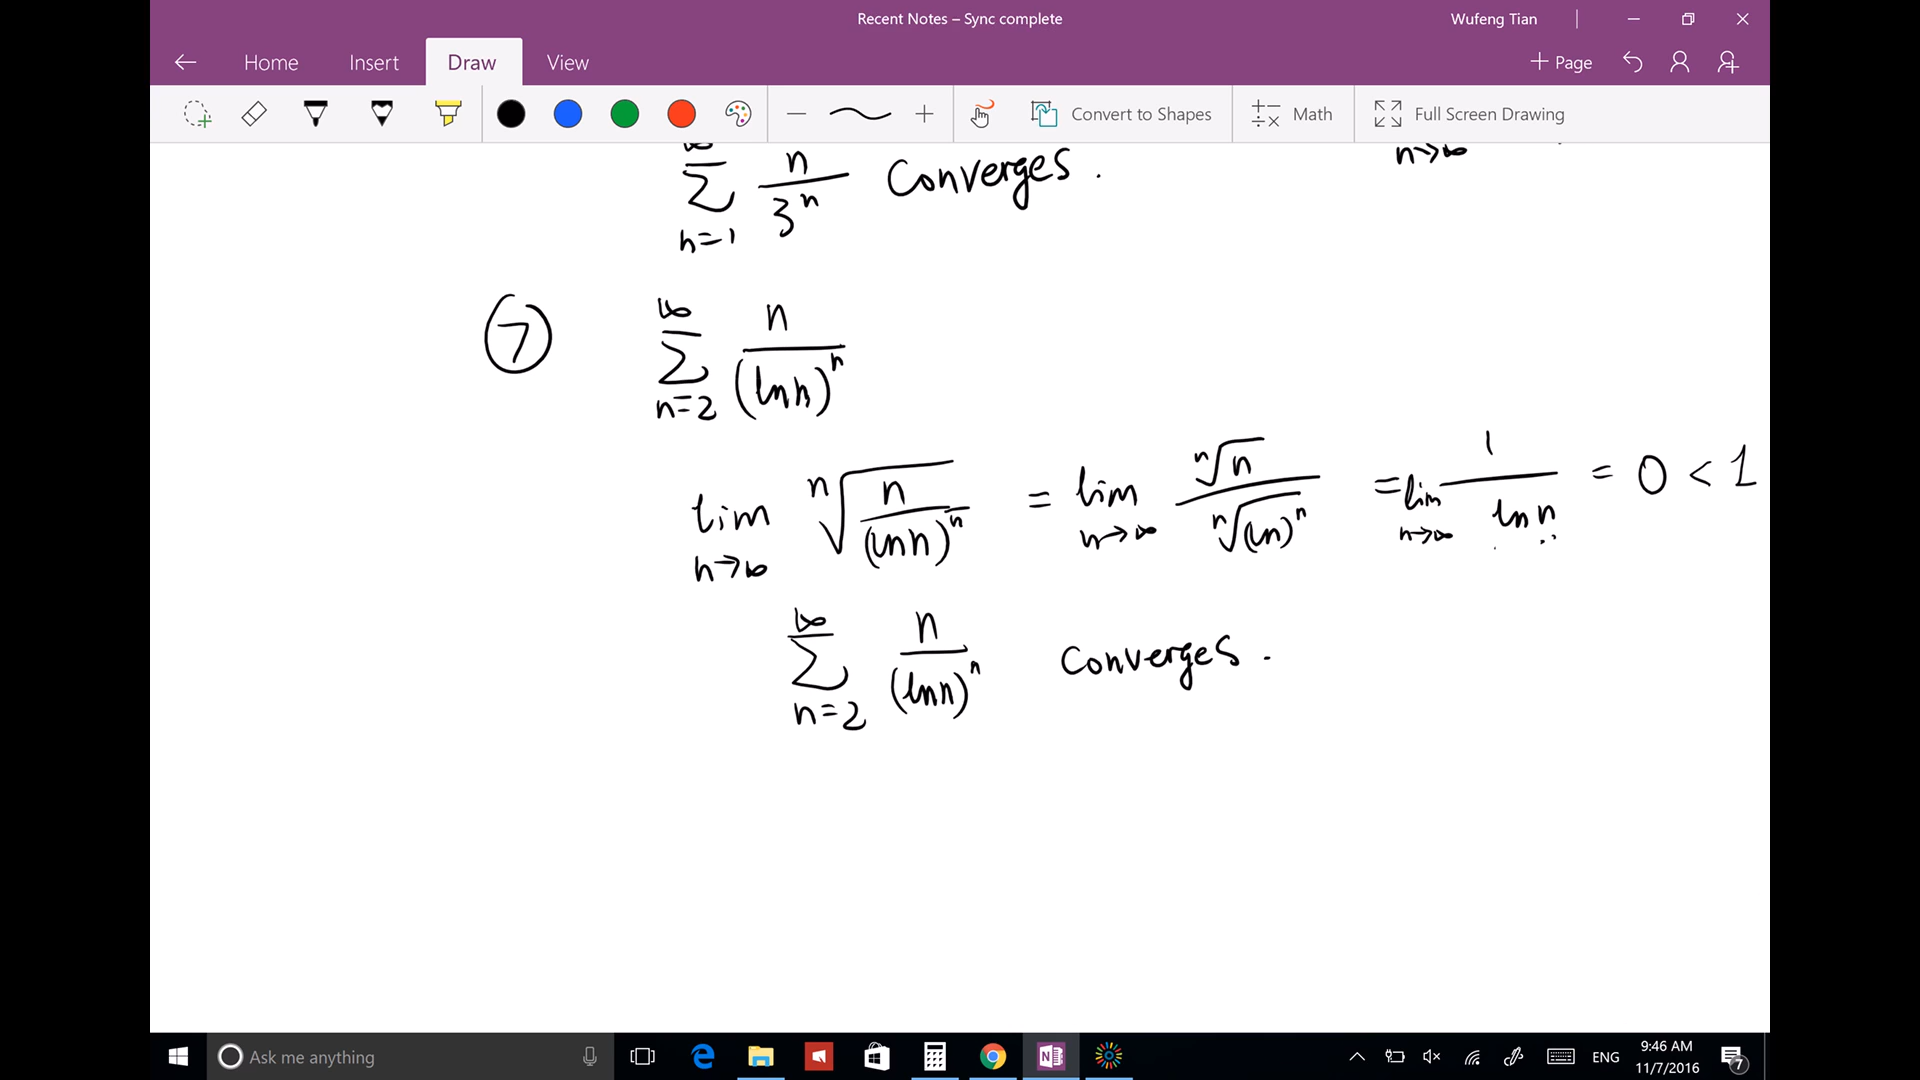 Recent Notes – Sync complete
Wufeng Tian
Home Insert Draw View
+ Page
Convert to Shapes
Math
Full Screen Drawing
∞ Σ n=1 n/3^n Converges.
n→∞
⑦ ∞ Σ n=2 n/(ln n)^n
lim n→∞ ⁿ√(n/(ln n)^n) = lim n→∞ ⁿ√n / ⁿ√(ln)^n = lim n→∞ 1/ln n = 0 < 1
∞ Σ n=2 n/(ln n)^n Converges.
Ask me anything
ENG
9:46 AM
11/7/2016
7